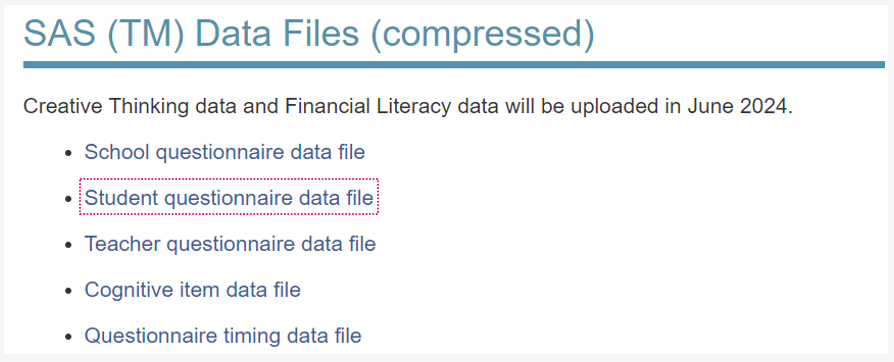 SAS (TM) Data Files (compressed)
Creative Thinking data and Financial Literacy data will be uploaded in June 2024.
• School questionnaire data file
• Student questionnaire data file
• Teacher questionnaire data file
• Cognitive item data file
• Questionnaire timing data file